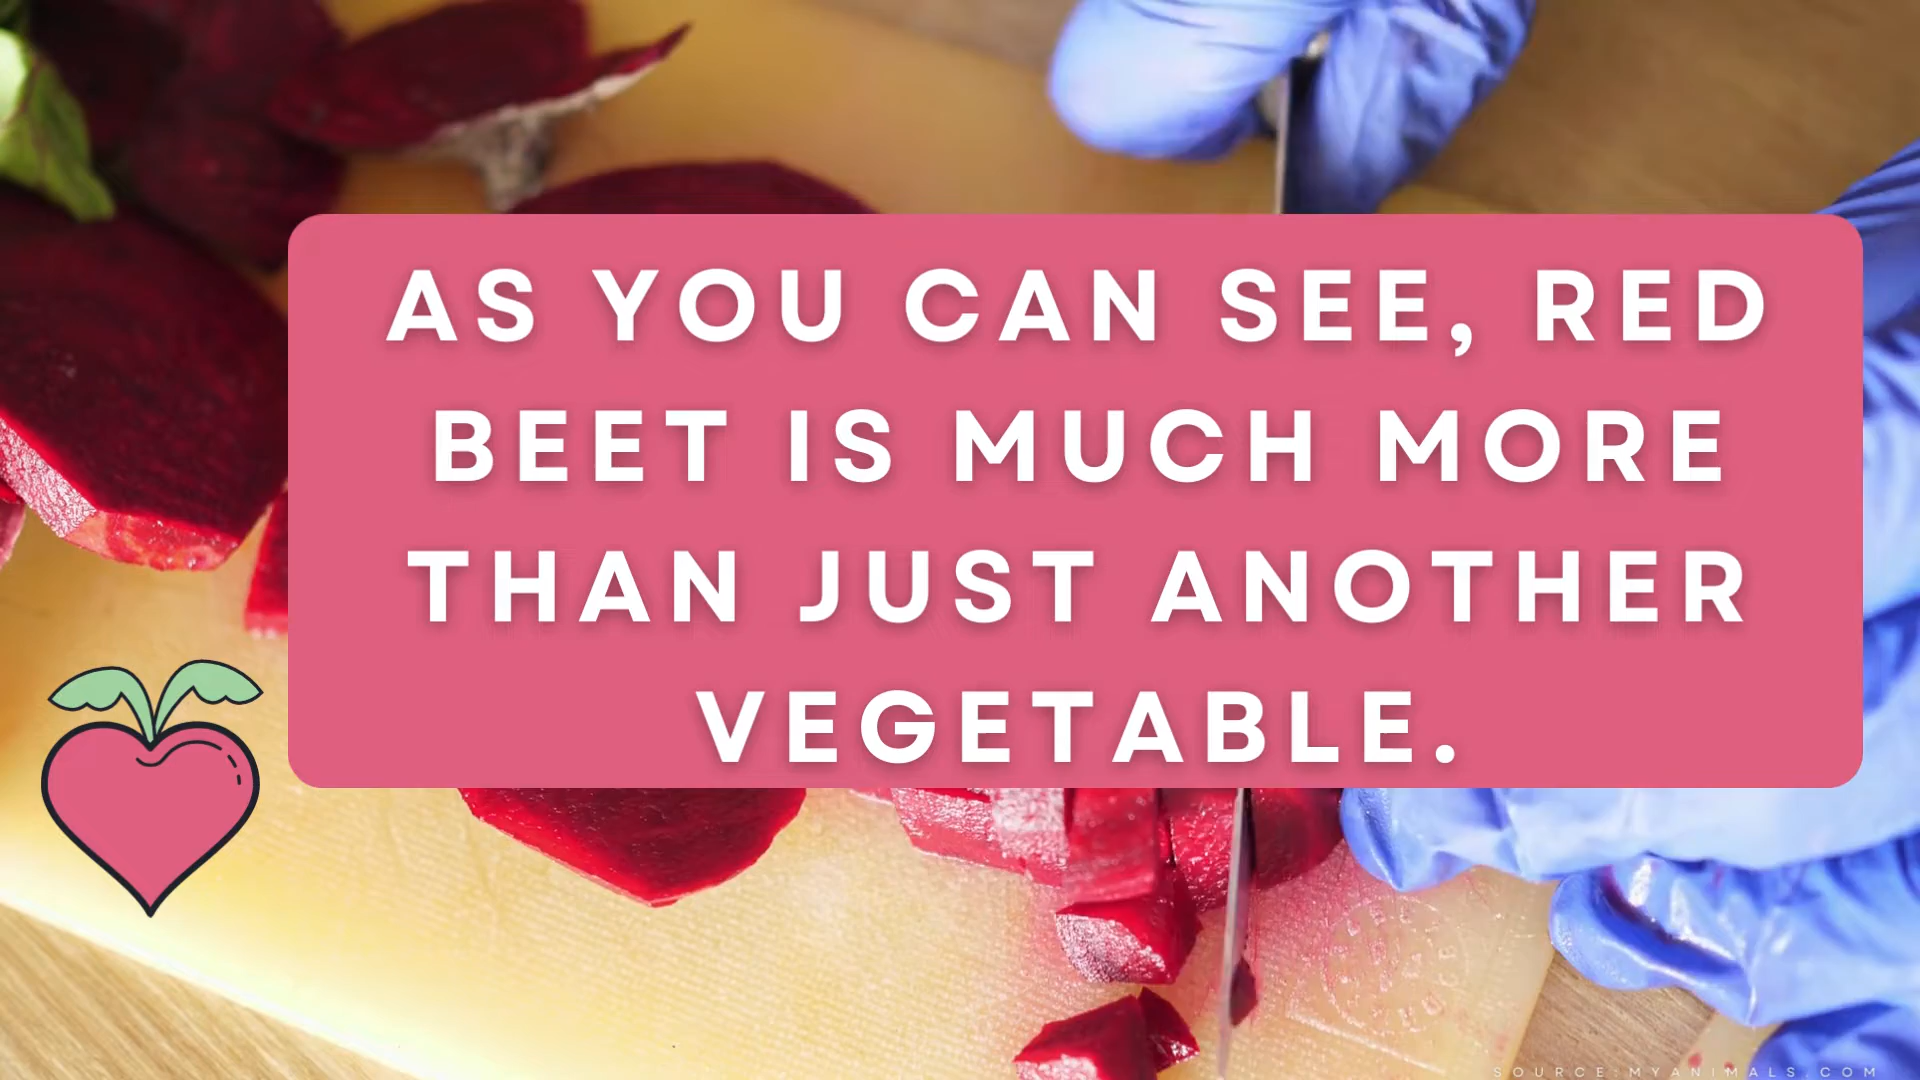 AS YOU CAN SEE, RED
BEET IS MUCH MORE
THAN JUST ANOTHER
VEGETABLE.
SOURCE:MYANIMALS.COM